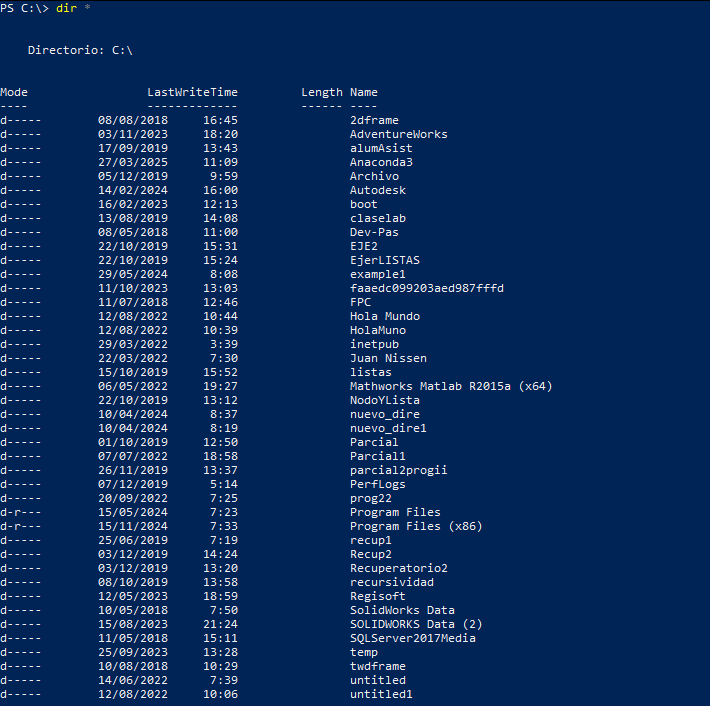 PS C:\> dir *
Directorio: C:\
Mode LastWriteTime Length Name
---- ------------- ------ ----
d----- 08/08/2018 16:45 2dframe
d----- 03/11/2023 18:20 AdventureWorks
d----- 17/09/2019 13:43 alumAsist
d----- 27/03/2025 11:09 Anaconda3
d----- 05/12/2019 9:59 Archivo
d----- 14/02/2024 16:00 Autodesk
d----- 16/02/2023 12:13 boot
d----- 13/08/2019 14:08 claselab
d----- 08/05/2018 11:00 Dev-Pas
d----- 22/10/2019 15:31 EJE2
d----- 22/10/2019 15:24 EjerLISTAS
d----- 29/05/2024 8:08 example1
d----- 11/10/2023 13:03 faaedc099203aed987fffd
d----- 11/07/2018 12:46 FPC
d----- 12/08/2022 10:44 Hola Mundo
d----- 12/08/2022 10:39 HolaMuno
d----- 29/03/2022 3:39 inetpub
d----- 22/03/2022 7:30 Juan Nissen
d----- 15/10/2019 15:52 listas
d----- 06/05/2022 19:27 Mathworks Matlab R2015a (x64)
d----- 22/10/2019 13:12 NodoYLista
d----- 10/04/2024 8:37 nuevo_dire
d----- 10/04/2024 8:19 nuevo_dire1
d----- 01/10/2019 12:50 Parcial
d----- 07/07/2022 18:58 Parcial1
d----- 26/11/2019 13:37 parcial2progii
d----- 07/12/2019 5:14 PerfLogs
d----- 20/09/2022 7:25 prog22
d-r--- 15/05/2024 7:23 Program Files
d-r--- 15/11/2024 7:33 Program Files (x86)
d----- 25/06/2019 7:19 recup1
d----- 03/12/2019 14:24 Recup2
d----- 03/12/2019 13:20 Recuperatorio2
d----- 08/10/2019 13:58 recursividad
d----- 12/05/2023 18:59 Regisoft
d----- 10/05/2018 7:50 SolidWorks Data
d----- 15/08/2023 21:24 SOLIDWORKS Data (2)
d----- 11/05/2018 15:11 SQLServer2017Media
d----- 25/09/2023 13:28 temp
d----- 10/08/2018 10:29 twdframe
d----- 14/06/2022 7:39 untitled
d----- 12/08/2022 10:06 untitled1